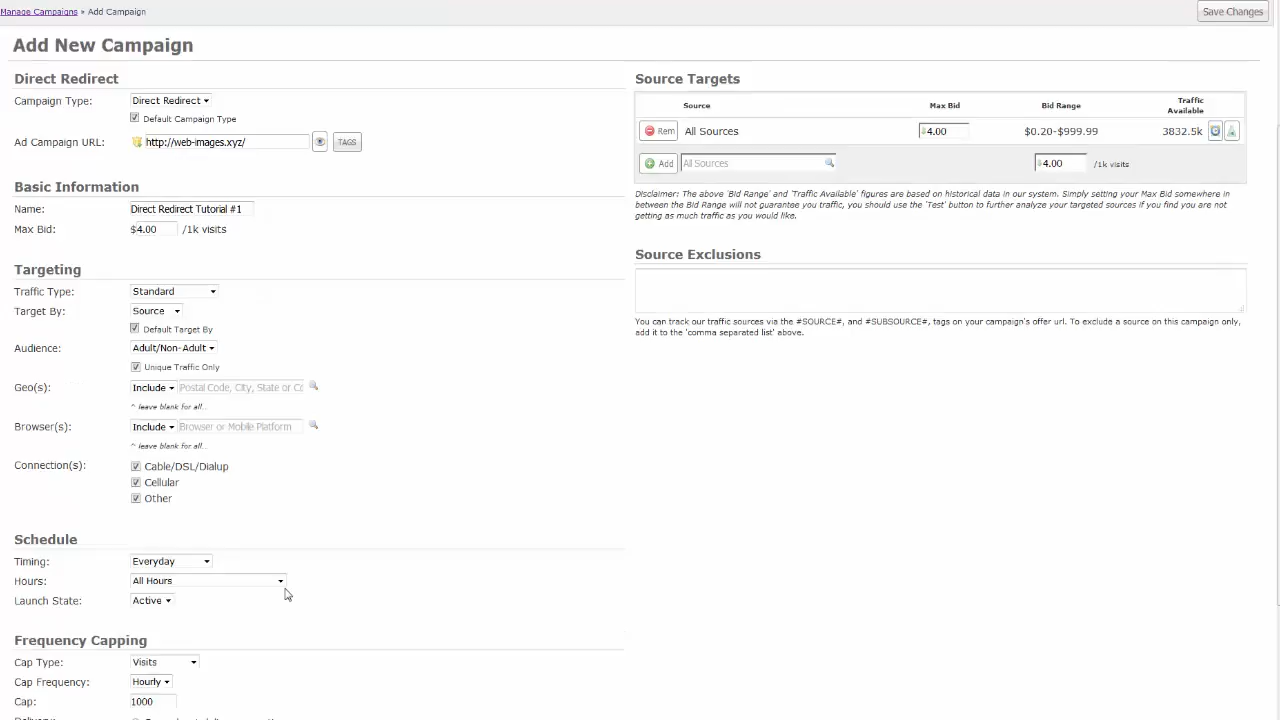 Manage Campaigns » Add Campaign
Save Changes
Add New Campaign
Direct Redirect
Campaign Type: Direct Redirect
Default Campaign Type
Ad Campaign URL: http://web-images.xyz/ TAGS
Basic Information
Name: Direct Redirect Tutorial #1
Max Bid: $4.00 /1k visits
Targeting
Traffic Type: Standard
Target By: Source
Default Target By
Audience: Adult/Non-Adult
Unique Traffic Only
Geo(s): Include Postal Code, City, State or Co
^ leave blank for all...
Browser(s): Include Browser or Mobile Platform
^ leave blank for all...
Connection(s): Cable/DSL/Dialup
Cellular
Other
Schedule
Timing: Everyday
Hours: All Hours
Launch State: Active
Frequency Capping
Cap Type: Visits
Cap Frequency: Hourly
Cap: 1000
Source Targets
Source Max Bid Bid Range Traffic
Available
Rem All Sources 4.00 $0.20-$999.99 3832.5k
Add All Sources 4.00 /1k visits
Disclaimer: The above 'Bid Range' and 'Traffic Available' figures are based on historical data in our system. Simply setting your Max Bid somewhere in
between the Bid Range will not guarantee you traffic, you should use the 'Test' button to further analyze your targeted sources if you find you are not
getting as much traffic as you would like.
Source Exclusions
You can track our traffic sources via the #SOURCE#, and #SUBSOURCE#, tags on your campaign's offer url. To exclude a source on this campaign only,
add it to the 'comma separated list' above.